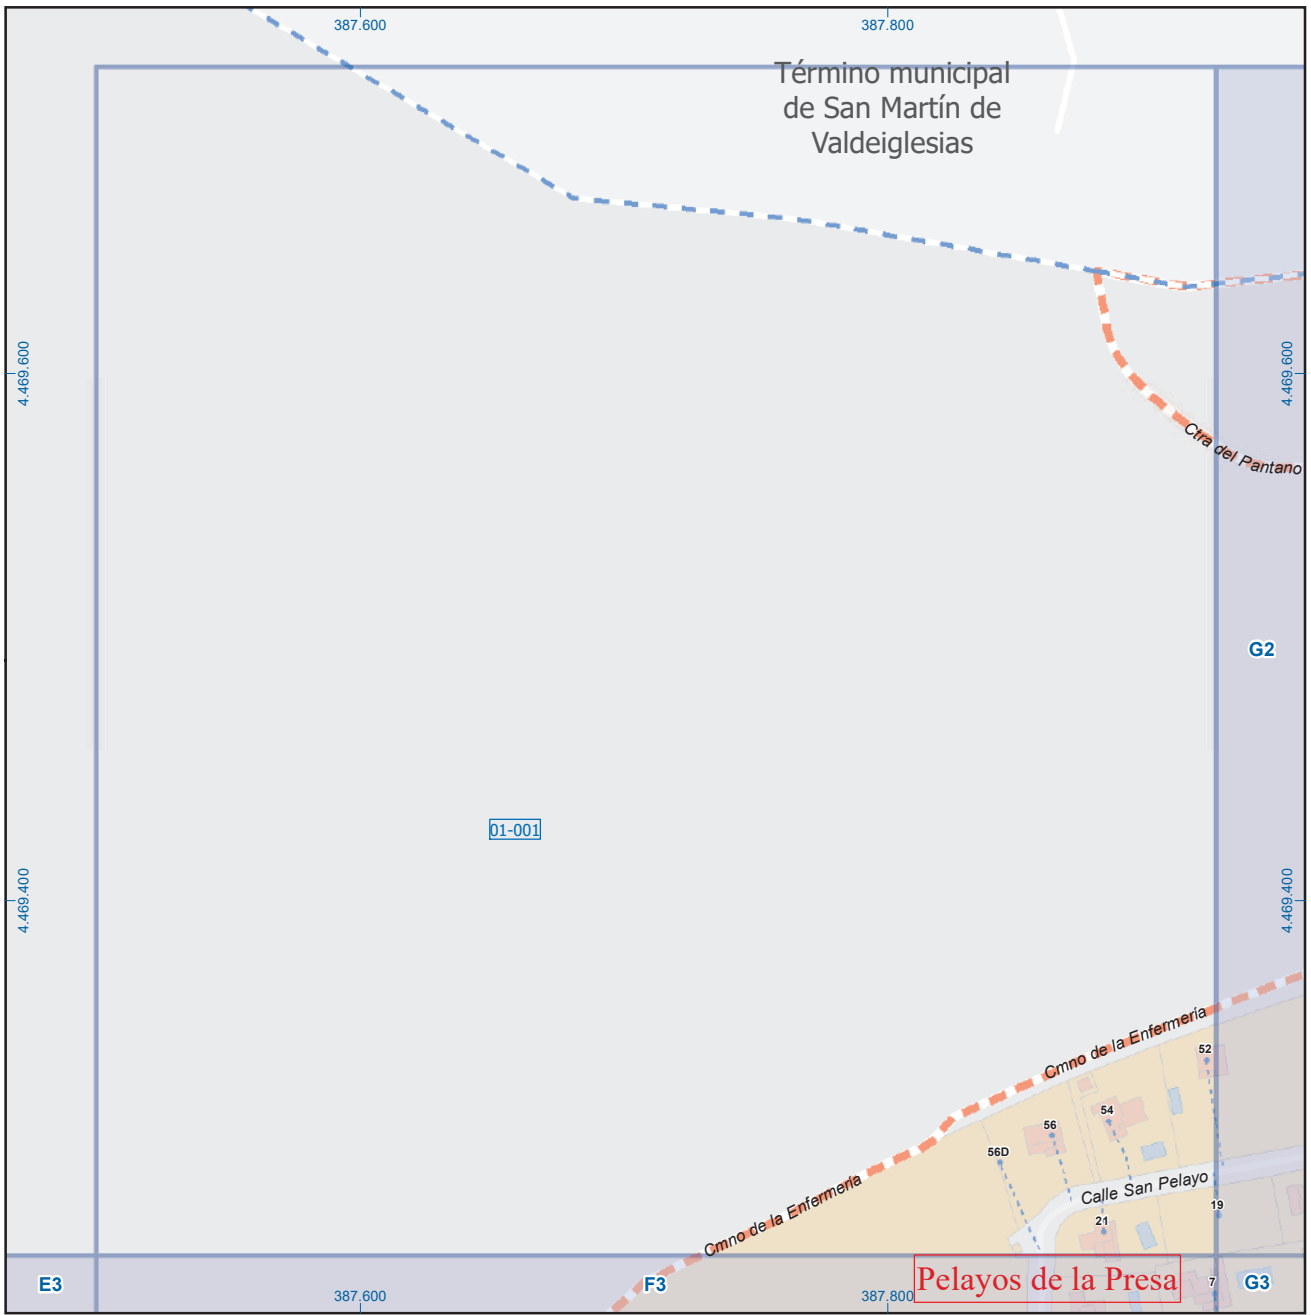 387.600
387.800
Término municipal
de San Martín de
Valdeiglesias
4.469.600
4.469.600
Ctra del Pantano
G2
01-001
4.469.400
4.469.400
Cmno de la Enfermería
52
54
56
56D
Calle San Pelayo
Cmno de la Enfermería
19
21
E3
F3
Pelayos de la Presa
7
G3
387.600
387.800